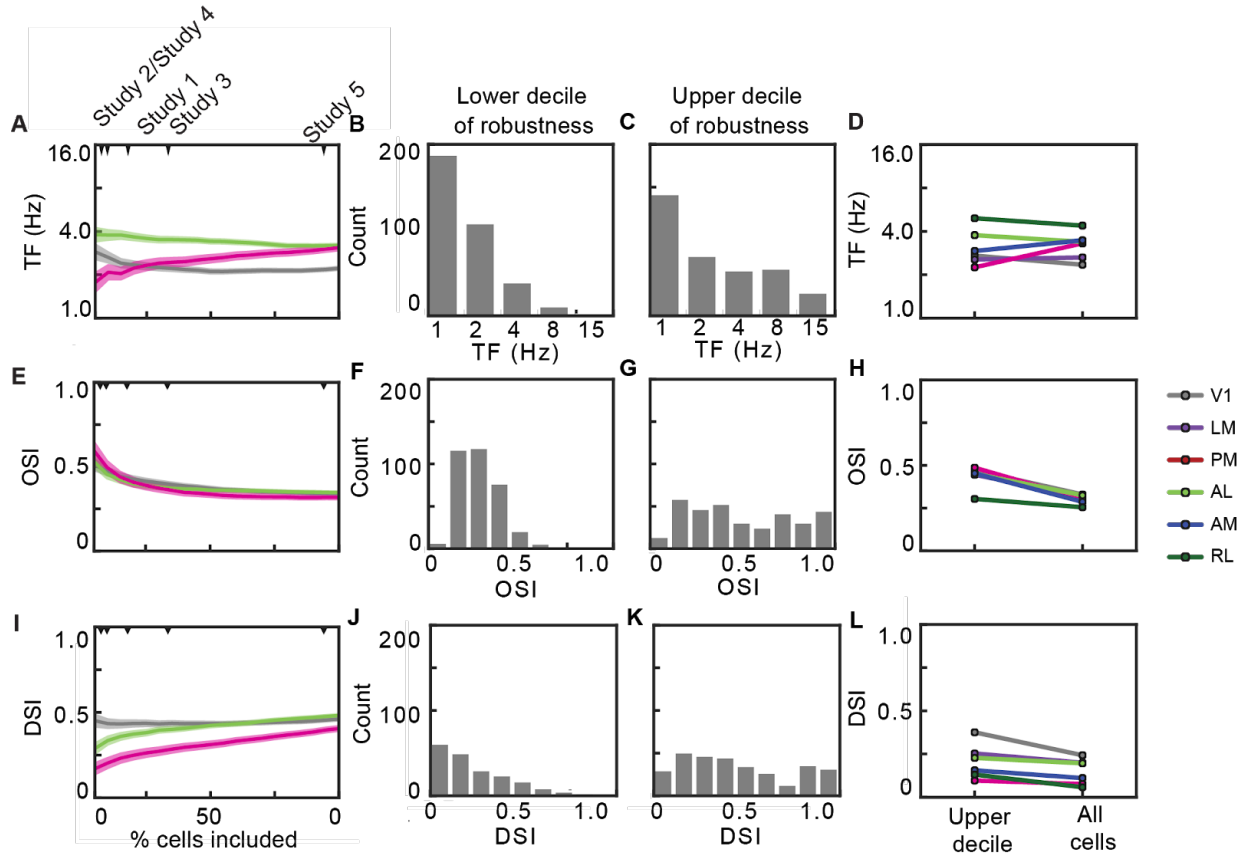 Study 2/Study 4
Study 1
Study 3
Study 5
A
16.0
4.0
1.0
TF (Hz)
B
Lower decile
of robustness
200
100
0
Count
1 2 4 8 15
TF (Hz)
C
Upper decile
of robustness
1 2 4 8 15
TF (Hz)
D
16.0
4.0
1.0
TF (Hz)
E
1.0
0.5
0
OSI
F
200
100
0
Count
0 0.5 1.0
OSI
G
0 0.5 1.0
OSI
H
1.0
0.5
0
OSI
V1
LM
PM
AL
AM
RL
I
1.0
0.5
0
DSI
0 50 0
% cells included
J
200
100
0
Count
0 0.5 1.0
DSI
K
0 0.5 1.0
DSI
L
1.0
0.5
0
DSI
Upper
decile
All
cells